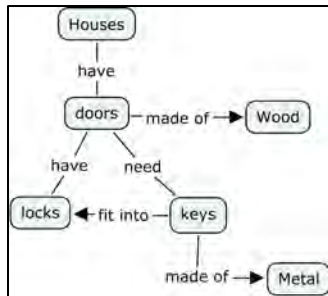 Houses
have
doors
made of
Wood
have
need
locks
fit into
keys
made of
Metal